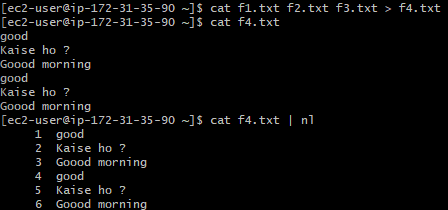 [ec2-user@ip-172-31-35-90 ~]$ cat f1.txt f2.txt f3.txt > f4.txt
[ec2-user@ip-172-31-35-90 ~]$ cat f4.txt
good
Kaise ho ?
Goood morning
good
Kaise ho ?
Goood morning
[ec2-user@ip-172-31-35-90 ~]$ cat f4.txt | nl
1 good
2 Kaise ho ?
3 Goood morning
4 good
5 Kaise ho ?
6 Goood morning